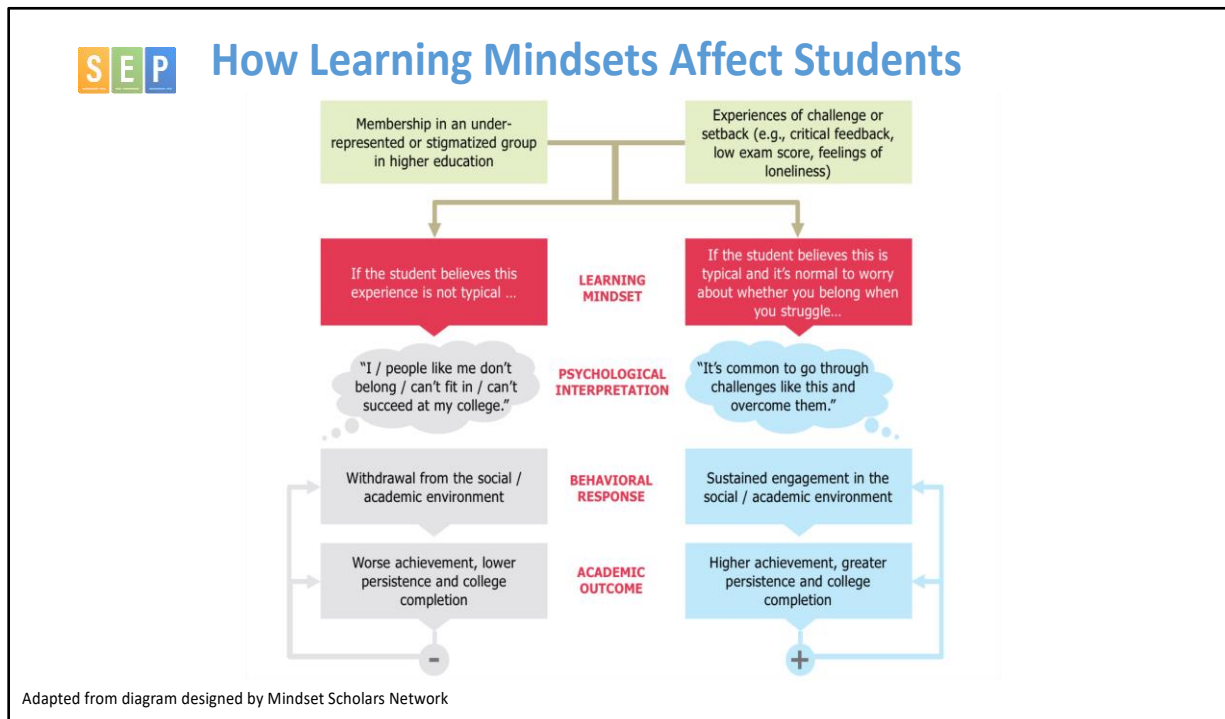 SEP How Learning Mindsets Affect Students
Membership in an under-
represented or stigmatized group
in higher education
Experiences of challenge or
setback (e.g., critical feedback,
low exam score, feelings of
loneliness)
If the student believes this
experience is not typical ...
LEARNING
MINDSET
If the student believes this is
typical and it's normal to worry
about whether you belong when
you struggle...
"I / people like me don't
belong / can't fit in / can't
succeed at my college."
PSYCHOLOGICAL
INTERPRETATION
"It's common to go through
challenges like this and
overcome them."
Withdrawal from the social /
academic environment
BEHAVIORAL
RESPONSE
Sustained engagement in the
social / academic environment
Worse achievement, lower
persistence and college
completion
ACADEMIC
OUTCOME
Higher achievement, greater
persistence and college
completion
-
+
Adapted from diagram designed by Mindset Scholars Network